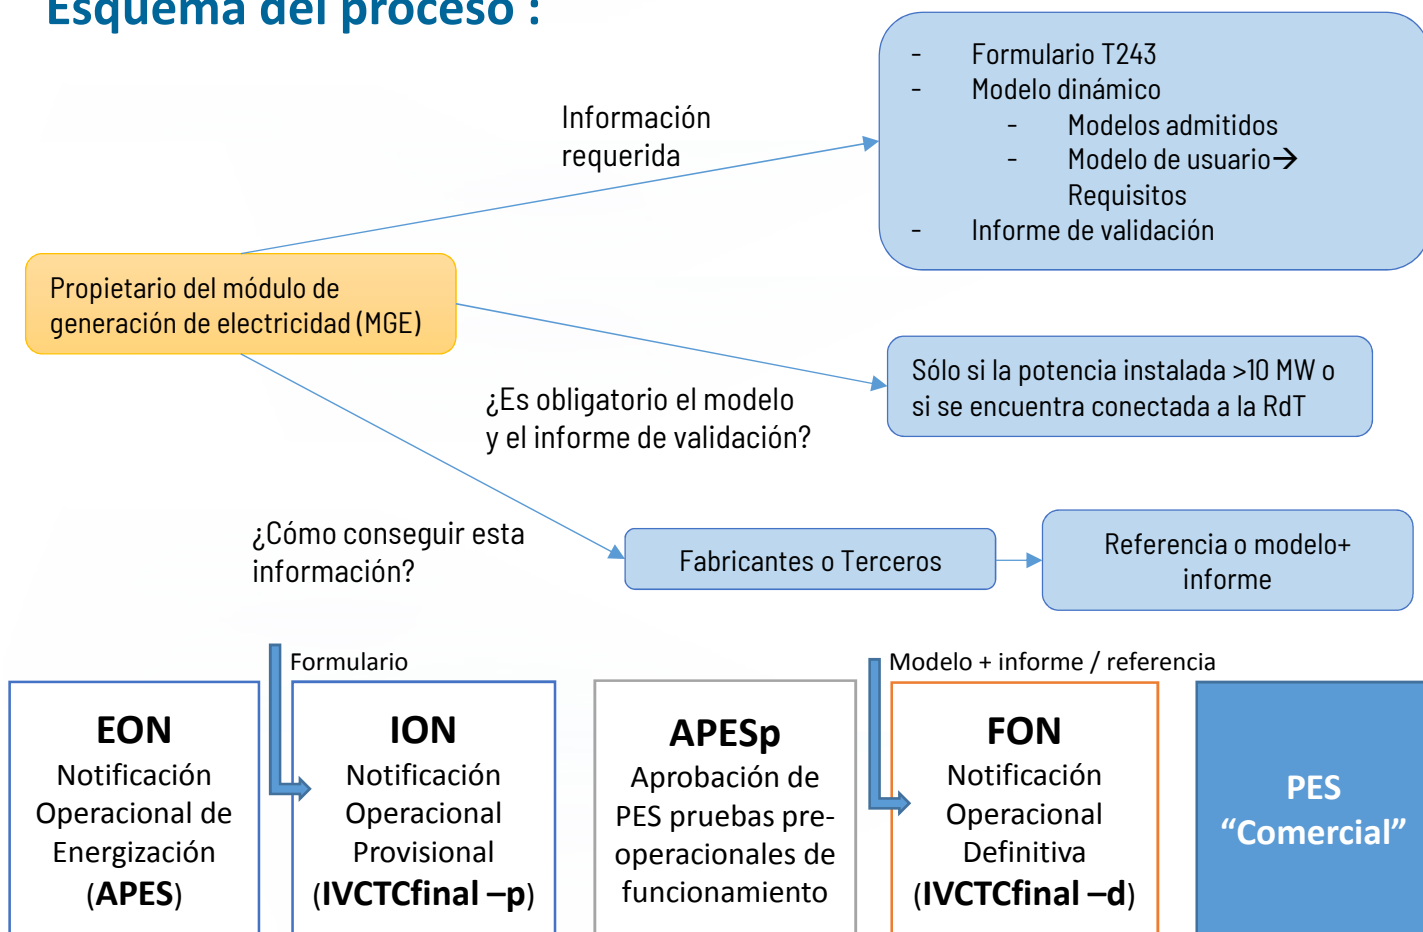 Esquema del proceso :
- Formulario T243
- Modelo dinámico
- Modelos admitidos
- Modelo de usuario→
Requisitos
- Informe de validación
Información
requerida
Propietario del módulo de
generación de electricidad (MGE)
Sólo si la potencia instalada >10 MW o
si se encuentra conectada a la RdT
¿Es obligatorio el modelo
y el informe de validación?
¿Cómo conseguir esta
información?
Fabricantes o Terceros
Referencia o modelo+
informe
Formulario
Modelo + informe / referencia
EON
Notificación
Operacional de
Energización
(APES)
ION
Notificación
Operacional
Provisional
(IVCTCfinal –p)
APESp
Aprobación de
PES pruebas pre-
operacionales de
funcionamiento
FON
Notificación
Operacional
Definitiva
(IVCTCfinal –d)
PES
“Comercial”